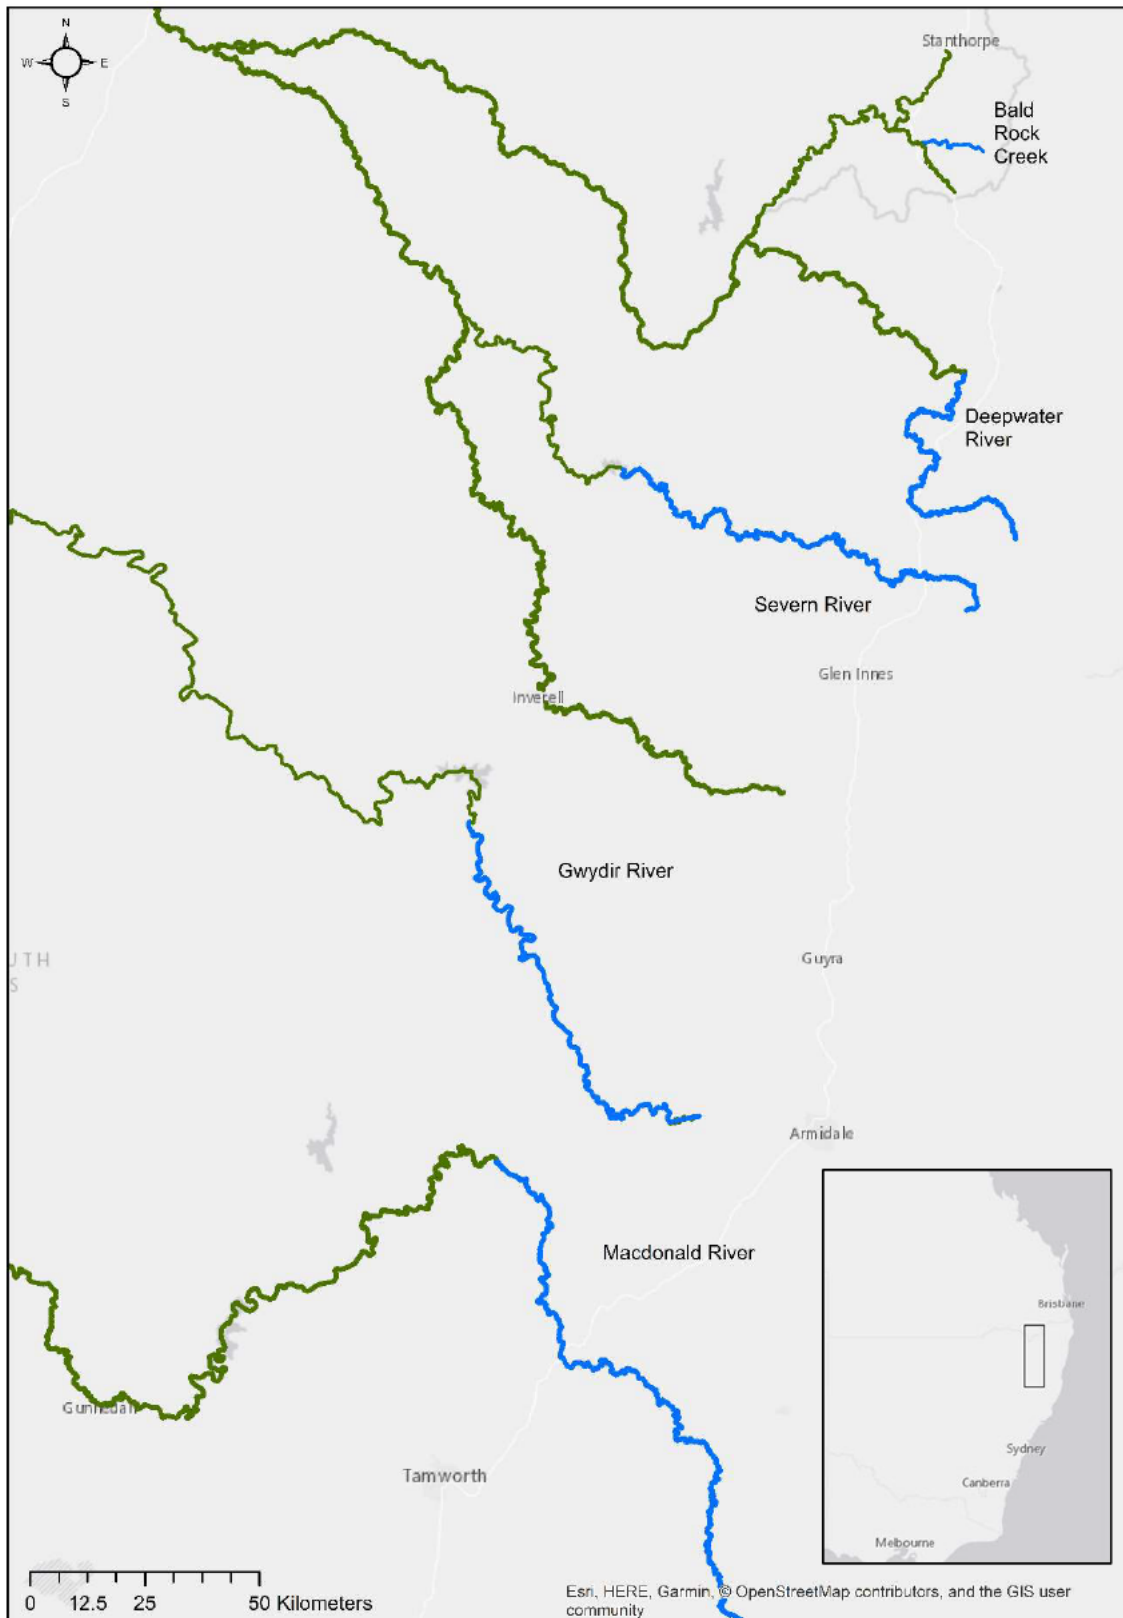 N
W E
S
Stanthorpe
Bald
Rock
Creek
Deepwater
River
Severn River
Glen Innes
Inverell
Gwydir River
UTH
S
Guyra
Armidale
Macdonald River
Brisbane
Gunnedah
Sydney
Tamworth
Canberra
Melbourne
0 12.5 25 50 Kilometers
Esri, HERE, Garmin, © OpenStreetMap contributors, and the GIS user
community